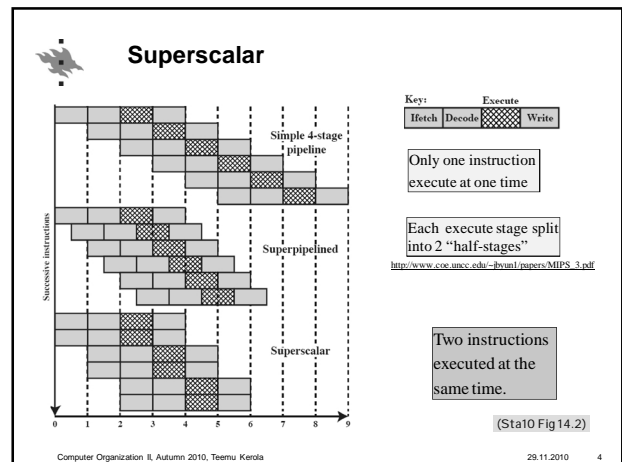 Superscalar
Key:
Execute
Ifetch Decode Write
Simple 4-stage
pipeline
Only one instruction
execute at one time
Successive instructions
Superpipelined
Each execute stage split
into 2 “half-stages”
http://www.coe.uncc.edu/~jbyun1/papers/MIPS_3.pdf
Superscalar
Two instructions
executed at the
same time.
0 1 2 3 4 5 6 7 8 9
(Sta10 Fig 14.2)
Computer Organization II, Autumn 2010, Teemu Kerola
29.11.2010 4